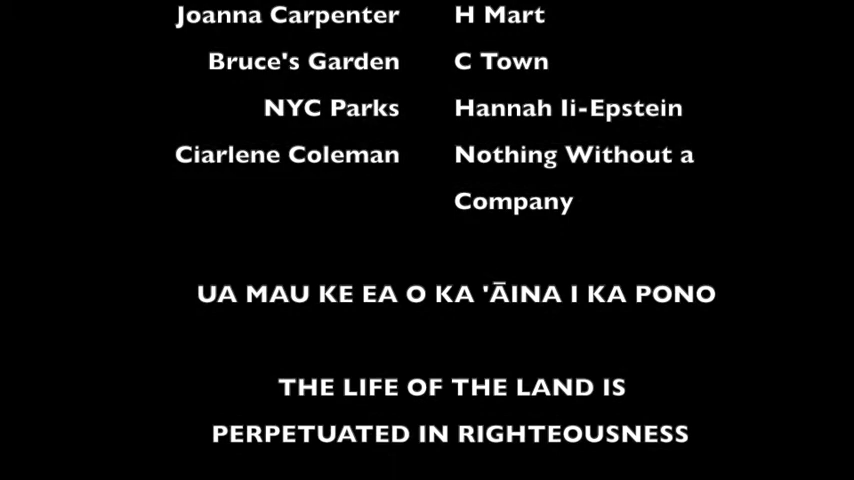 Joanna Carpenter
H Mart
Bruce's Garden
C Town
NYC Parks
Hannah Ii-Epstein
Ciarlene Coleman
Nothing Without a
Company
UA MAU KE EA O KA 'ĀINA I KA PONO
THE LIFE OF THE LAND IS
PERPETUATED IN RIGHTEOUSNESS